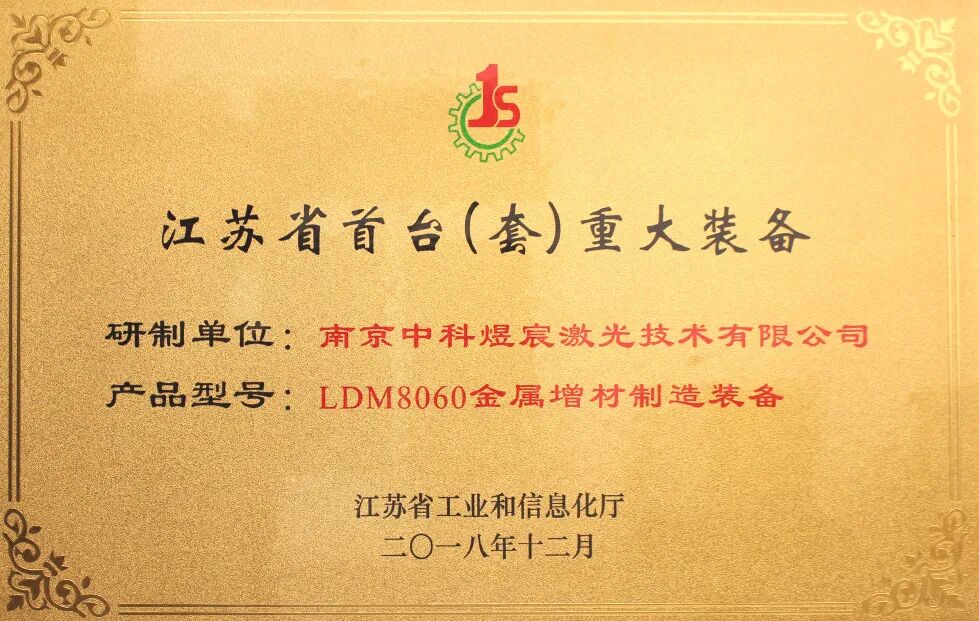 JS
江苏省首台(套)重大装备
研制单位：南京中科煜宸激光技术有限公司
产品型号：LDM8060金属增材制造装备
江苏省工业和信息化厅
二〇一八年十二月